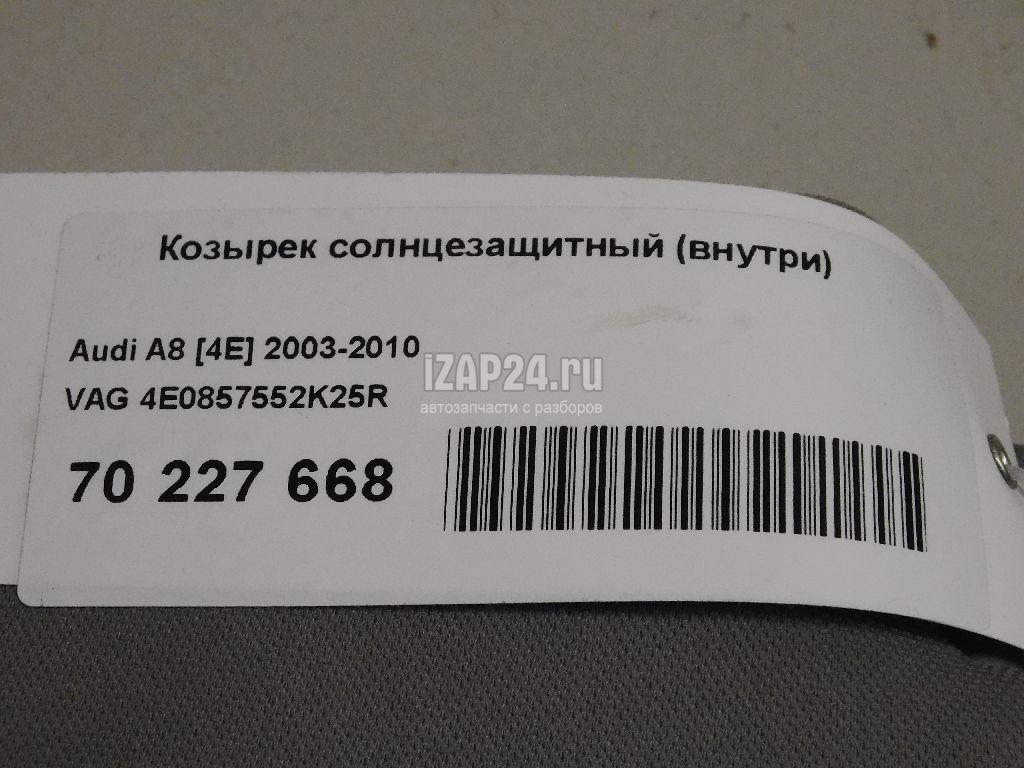 Козырек солнцезащитный (внутри)
Audi A8 [4E] 2003-2010
VAG 4E0857552K25R
iZAP24.ru
автозапчасти с разборов
70 227 668